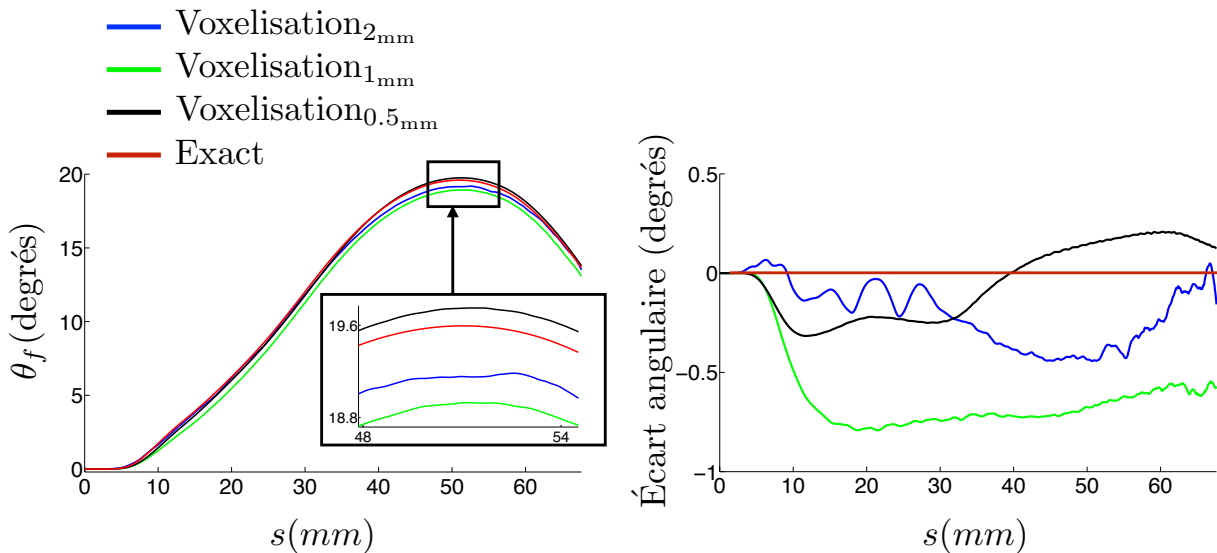 Voxelisation2mm
Voxelisation1mm
Voxelisation0.5mm
Exact
θf(degrés)
20
15
10
5
0
0 10 20 30 40 50 60
s(mm)
19.6
18.8
48 54
Écart angulaire (degrés)
0.5
0
−0.5
−1
0 10 20 30 40 50 60
s(mm)